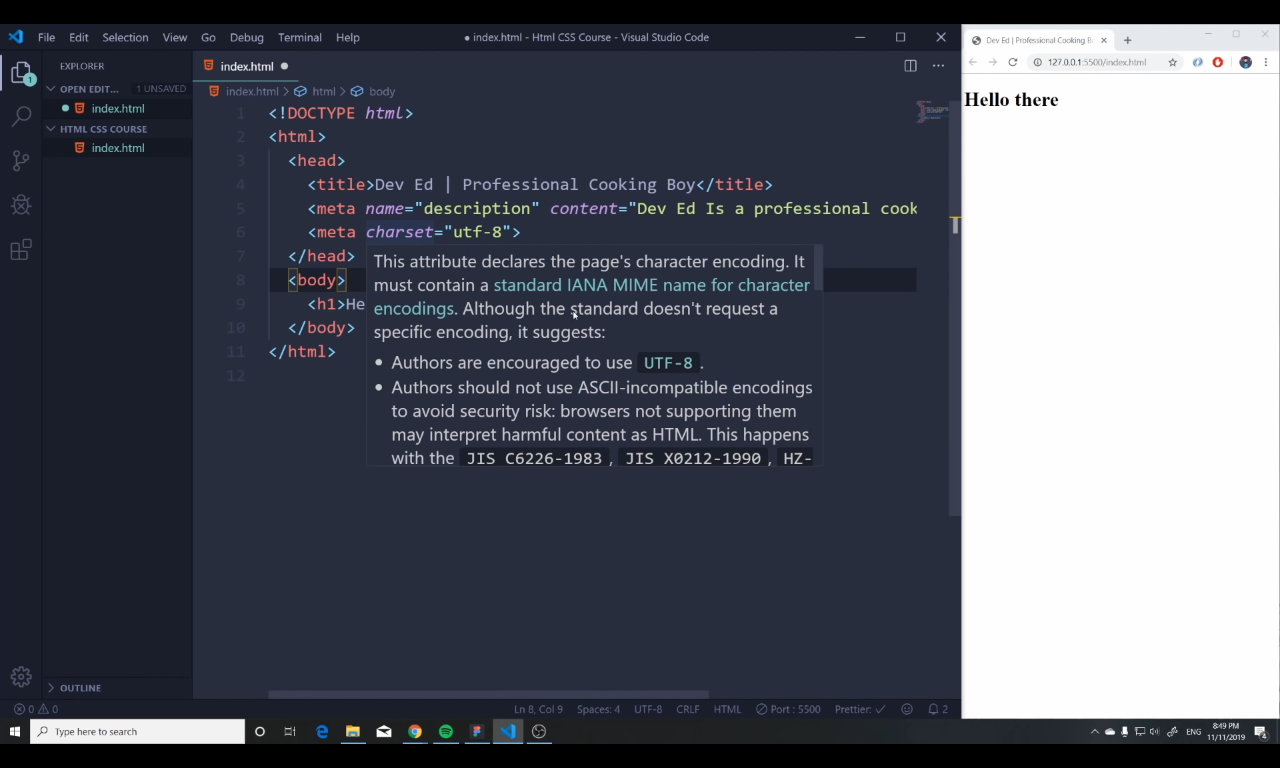 File Edit Selection View Go Debug Terminal Help
● index.html - Html CSS Course - Visual Studio Code
EXPLORER
OPEN EDIT... 1 UNSAVED
index.html
HTML CSS COURSE
index.html
OUTLINE
1
index.html
index.html > html > body
1 <!DOCTYPE html>
2 <html>
3 <head>
4 <title>Dev Ed | Professional Cooking Boy</title>
5 <meta name="description" content="Dev Ed Is a professional cook
6 <meta charset="utf-8">
7 </head>
8 <body>
9 <h1>He
10 </body>
11 </html>
12
This attribute declares the page's character encoding. It
must contain a standard IANA MIME name for character
encodings. Although the standard doesn't request a
specific encoding, it suggests:
• Authors are encouraged to use UTF-8 .
• Authors should not use ASCII-incompatible encodings
to avoid security risk: browsers not supporting them
may interpret harmful content as HTML. This happens
with the JIS C6226-1983 , JIS X0212-1990 , HZ-
0 0 Ln 8, Col 9 Spaces: 4 UTF-8 CRLF HTML Port : 5500 Prettier: ✓ 2
Dev Ed | Professional Cooking B
127.0.0.1:5500/index.html
Hello there
Type here to search
ENG
8:49 PM
11/11/2019
4